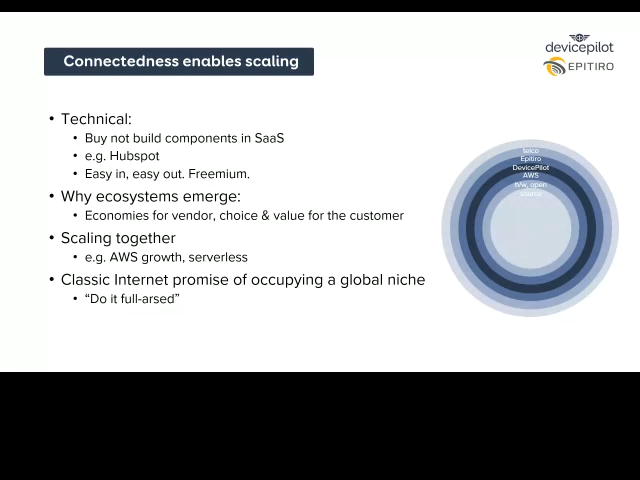 devicepilot
EPITIRO
Connectedness enables scaling
• Technical:
• Buy not build components in SaaS
• e.g. Hubspot
• Easy in, easy out. Freemium.
• Why ecosystems emerge:
• Economies for vendor, choice & value for the customer
• Scaling together
• e.g. AWS growth, serverless
• Classic Internet promise of occupying a global niche
• “Do it full-arsed”
telco
Epitiro
DevicePilot
AWS
h/w, open
source